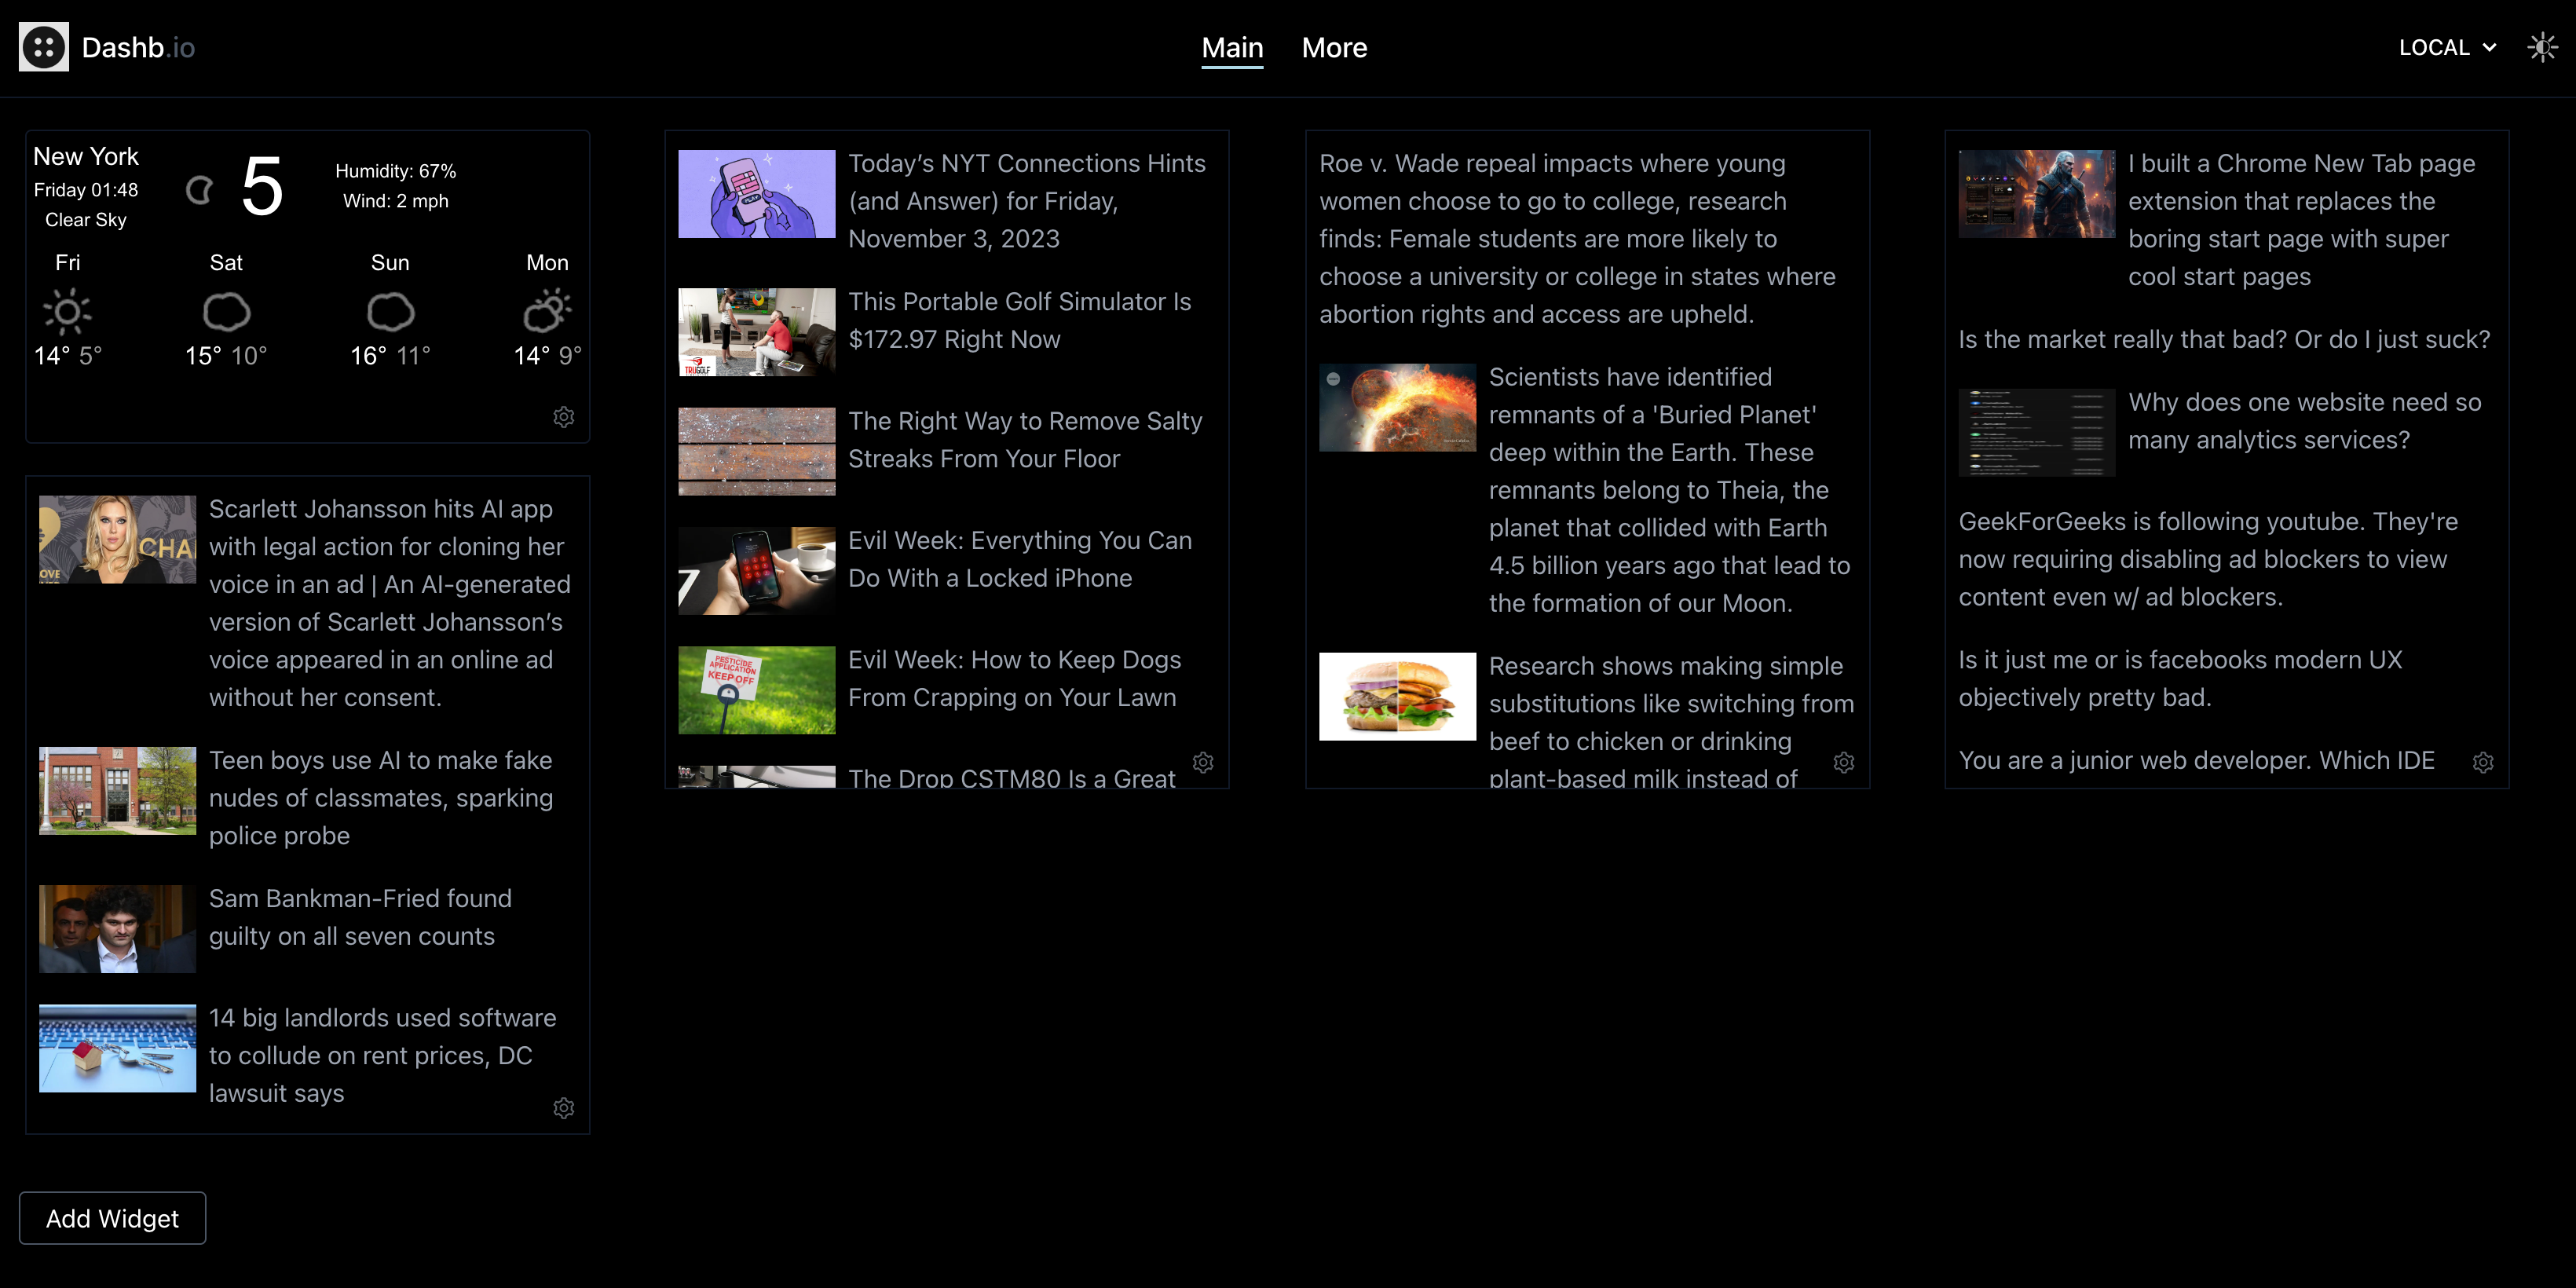 Dashb.io
Main
More
LOCAL
New York
Friday 01:48
Clear Sky
5
Humidity: 67%
Wind: 2 mph
Fri
Sat
Sun
Mon
14° 5°
15° 10°
16° 11°
14° 9°
CHA
OVE
Scarlett Johansson hits AI app
with legal action for cloning her
voice in an ad | An AI-generated
version of Scarlett Johansson’s
voice appeared in an online ad
without her consent.
Teen boys use AI to make fake
nudes of classmates, sparking
police probe
Sam Bankman-Fried found
guilty on all seven counts
14 big landlords used software
to collude on rent prices, DC
lawsuit says
PLAY
Today’s NYT Connections Hints
(and Answer) for Friday,
November 3, 2023
TRUGOLF
This Portable Golf Simulator Is
$172.97 Right Now
The Right Way to Remove Salty
Streaks From Your Floor
Evil Week: Everything You Can
Do With a Locked iPhone
PESTICIDE
APPLICATION
KEEP OFF
Evil Week: How to Keep Dogs
From Crapping on Your Lawn
The Drop CSTM80 Is a Great
Roe v. Wade repeal impacts where young
women choose to go to college, research
finds: Female students are more likely to
choose a university or college in states where
abortion rights and access are upheld.
Scientists have identified
remnants of a 'Buried Planet'
deep within the Earth. These
remnants belong to Theia, the
planet that collided with Earth
4.5 billion years ago that lead to
the formation of our Moon.
Research shows making simple
substitutions like switching from
beef to chicken or drinking
plant-based milk instead of
I built a Chrome New Tab page
extension that replaces the
boring start page with super
cool start pages
Is the market really that bad? Or do I just suck?
Why does one website need so
many analytics services?
GeekForGeeks is following youtube. They're
now requiring disabling ad blockers to view
content even w/ ad blockers.
Is it just me or is facebooks modern UX
objectively pretty bad.
You are a junior web developer. Which IDE
Add Widget